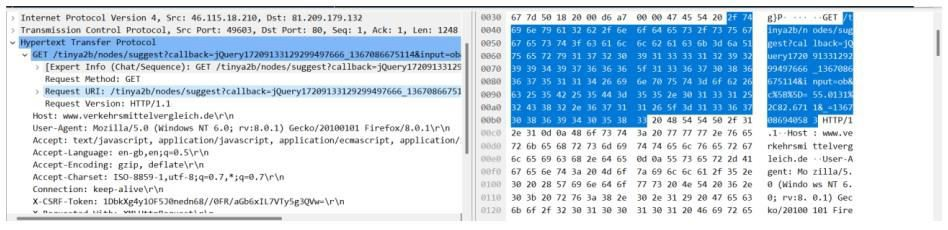 Internet Protocol Version 4, Src: 46.115.18.210, Dst: 81.209.179.132
Transmission Control Protocol, Src Port: 49603, Dst Port: 80, Seq: 1, Ack: 1, Len: 1248
Hypertext Transfer Protocol
GET /tinya2b/nodes/suggest?callback=jQuery17209133129299497666_1367086675114&input=ob
[Expert Info (Chat/Sequence): GET /tinya2b/nodes/suggest?callback=jQuery17209133129
Request Method: GET
Request URI: /tinya2b/nodes/suggest?callback=jQuery17209133129299497666_13670866751
Request Version: HTTP/1.1
Host: www.verkehrsmittelvergleich.de\r\n
User-Agent: Mozilla/5.0 (Windows NT 6.0; rv:8.0.1) Gecko/20100101 Firefox/8.0.1\r\n
Accept: text/javascript, application/javascript, application/ecmascript, application/
Accept-Language: en-gb,en;q=0.5\r\n
Accept-Encoding: gzip, deflate\r\n
Accept-Charset: ISO-8859-1,utf-8;q=0.7,*;q=0.7\r\n
Connection: keep-alive\r\n
0030 67 7d 50 18 20 00 d6 a7 00 00 47 45 54 20 2f 74 g}P· ··· ··GET /t
0040 69 6e 79 61 32 62 2f 6e 6f 64 65 73 2f 73 75 67 inya2b/n odes/sug
0050 67 65 73 74 3f 63 61 6c 6c 62 61 63 6b 3d 6a 51 gest?cal lback=jQ
0060 75 65 72 79 31 37 32 30 39 31 33 33 31 32 39 32 uery1720 91331292
0070 39 39 34 39 37 36 36 36 5f 31 33 36 37 30 38 36 99497666 _1367086
0080 36 37 35 31 31 34 26 69 6e 70 75 74 3d 6f 62 26 675114&i nput=ob&
0090 63 25 35 42 25 35 44 3d 35 35 2e 30 31 33 31 25 c%5B%5D= 55.0131%
00a0 32 43 38 32 2e 36 37 31 31 26 5f 3d 31 33 36 37 2C82.671 1&_=1367
00b0 30 38 36 39 34 30 35 38 33 20 48 54 54 50 2f 31 08694058 3 HTTP/1
00c0 2e 31 0d 0a 48 6f 73 74 3a 20 77 77 77 2e 76 65 .1··Host : www.ve
00d0 72 6b 65 68 72 73 6d 69 74 74 65 6c 76 65 72 67 rkehrsmi ttelverg
00e0 6c 65 69 63 68 2e 64 65 0d 0a 55 73 65 72 2d 41 leich.de ··User-A
00f0 67 65 6e 74 3a 20 4d 6f 7a 69 6c 6c 61 2f 35 2e gent: Mo zilla/5.
0100 30 20 28 57 69 6e 64 6f 77 73 20 4e 54 20 36 2e 0 (Windo ws NT 6.
0110 30 3b 20 72 76 3a 38 2e 30 2e 31 29 20 47 65 63 0; rv:8. 0.1) Gec
0120 6b 6f 2f 32 30 31 30 30 31 30 31 20 46 69 72 65 ko/20100 101 Fire